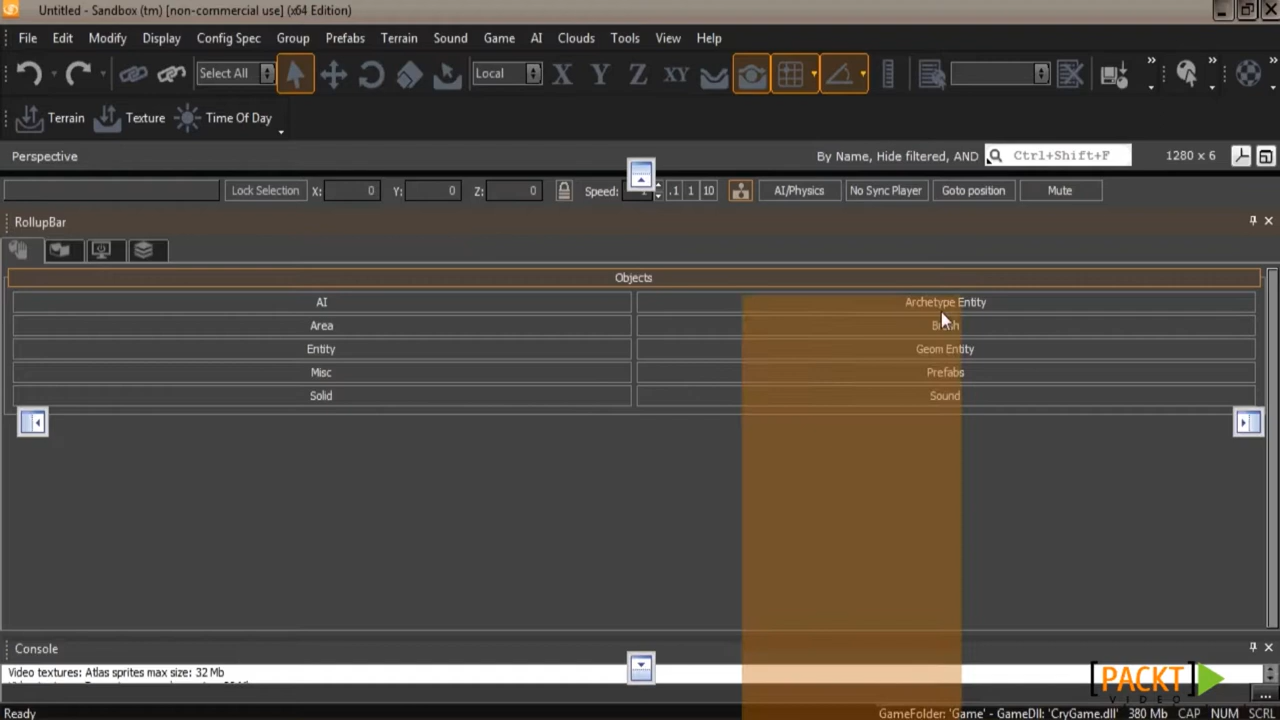 Untitled - Sandbox (tm) [non-commercial use] (x64 Edition)
File Edit Modify Display Config Spec Group Prefabs Terrain Sound Game AI Clouds Tools View Help
Select All Local X Y Z XY
Terrain Texture Time Of Day
Perspective By Name, Hide filtered, AND Ctrl+Shift+F 1280 x 6
Lock Selection X: 0 Y: 0 Z: 0 Speed: .1 1 10 AI/Physics No Sync Player Goto position Mute
RollupBar
Objects
AI Archetype Entity
Area
Entity Geom Entity
Misc Prefabs
Solid Sound
Console
Video textures: Atlas sprites max size: 32 Mb
[PACKT]
VIDEO
Ready GameFolder: 'Game' - GameDll: 'CryGame.dll' 380 Mb CAP NUM SCRL